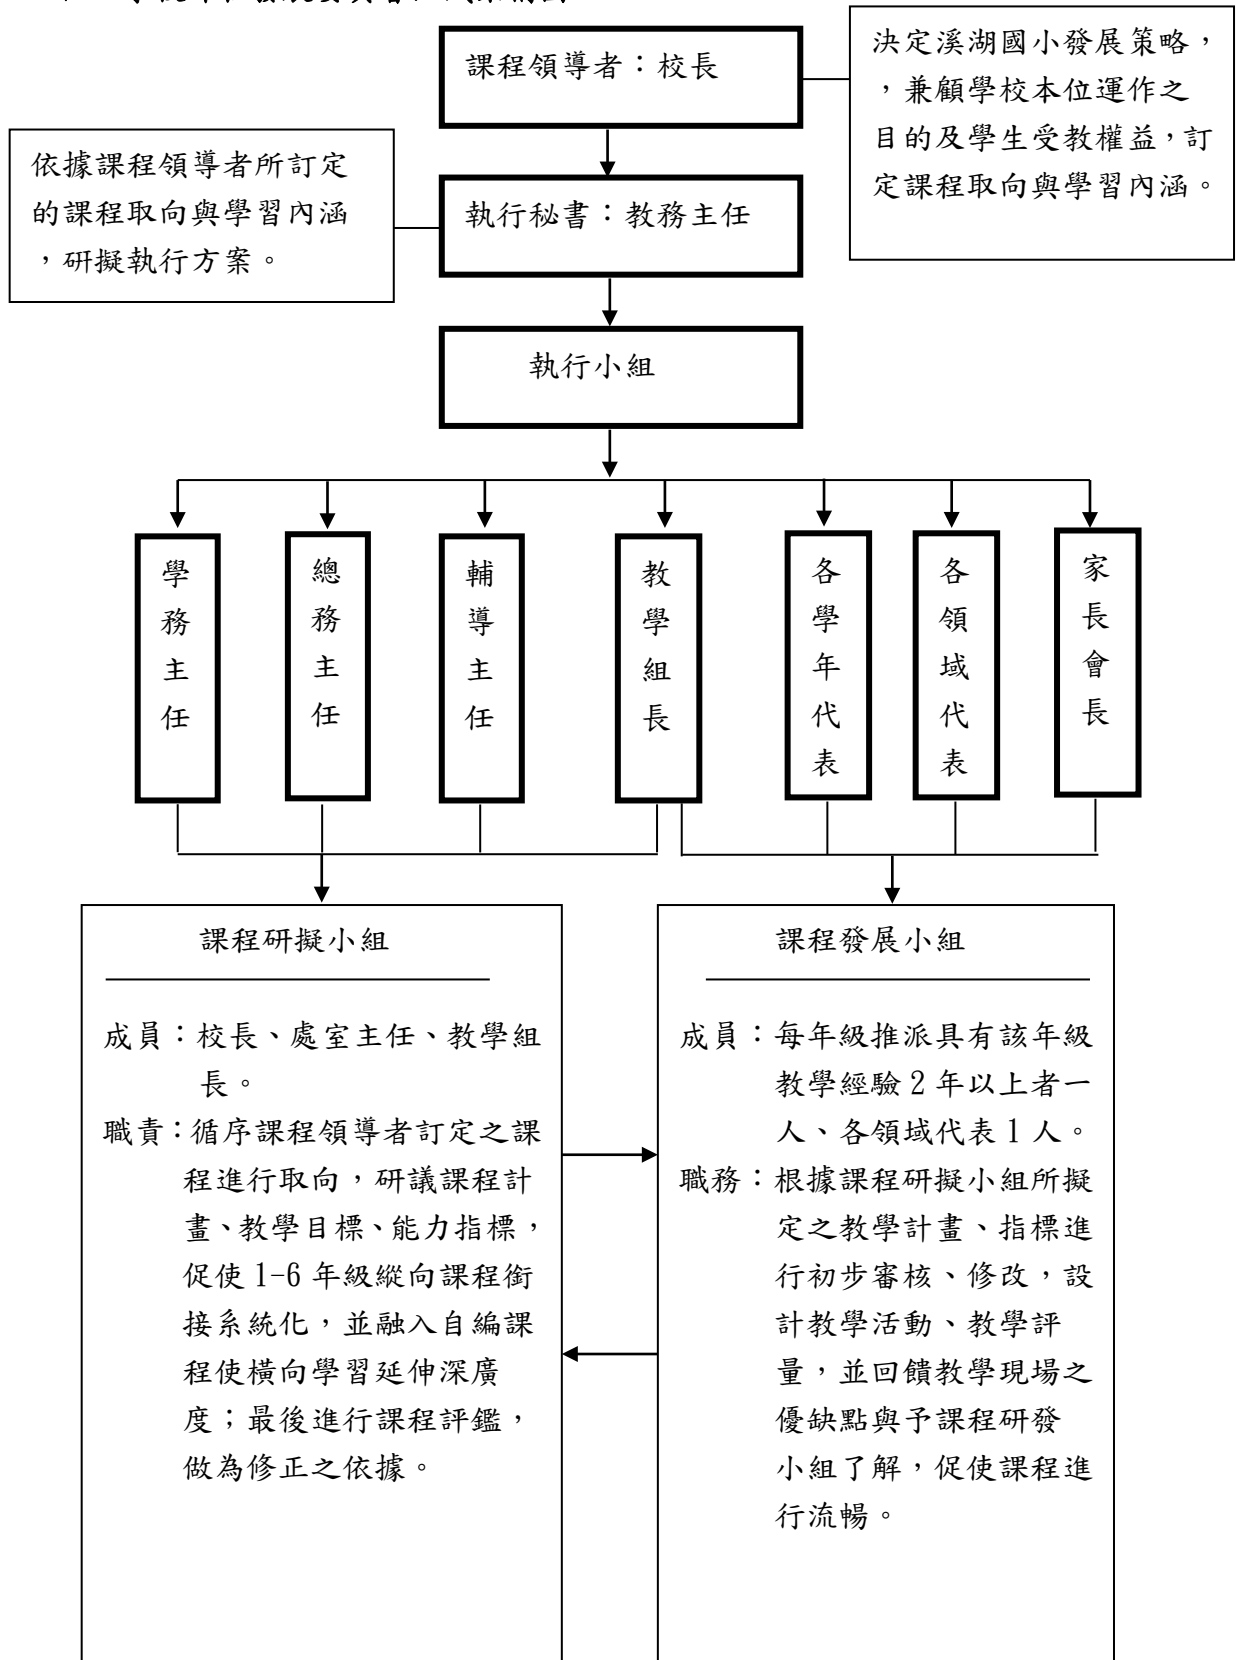 課程領導者：校長
決定溪湖國小發展策略，
，兼顧學校本位運作之
目的及學生受教權益，訂
定課程取向與學習內涵。
依據課程領導者所訂定
的課程取向與學習內涵
，研擬執行方案。
執行秘書：教務主任
執行小組
學務主任
總務主任
輔導主任
教學組長
各學年代表
各領域代表
家長會長
課程研擬小組
成員：校長、處室主任、教學組
長。
職責：循序課程領導者訂定之課
程進行取向，研議課程計
畫、教學目標、能力指標，
促使1-6年級縱向課程銜
接系統化，並融入自編課
程使橫向學習延伸深廣
度；最後進行課程評鑑，
做為修正之依據。
課程發展小組
成員：每年級推派具有該年級
教學經驗2年以上者一
人、各領域代表1人。
職務：根據課程研擬小組所擬
定之教學計畫、指標進
行初步審核、修改，設
計教學活動、教學評
量，並回饋教學現場之
優缺點與予課程研發
小組了解，促使課程進
行流暢。